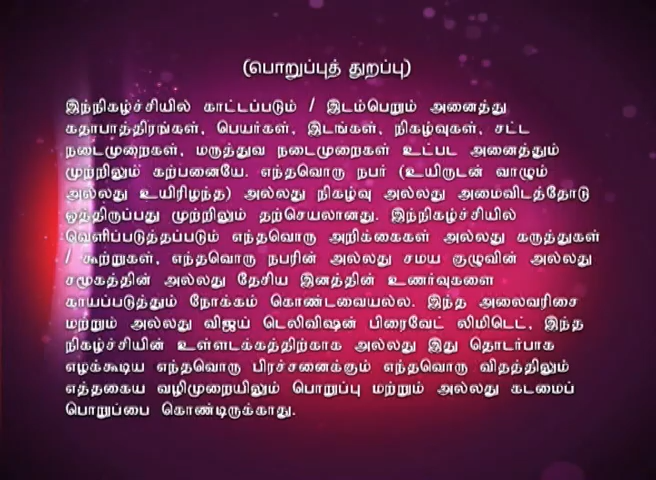 (பொறுப்புத் துறப்பு)
இந்நிகழ்ச்சியில் காட்டப்படும் / இடம்பெறும் அனைத்து
கதாபாத்திரங்கள், பெயர்கள், இடங்கள், நிகழ்வுகள், சட்ட
நடைமுறைகள், மருத்துவ நடைமுறைகள் உட்பட அனைத்தும்
முற்றிலும் கற்பனையே. எந்தவொரு நபர் (உயிருடன் வாழும்
அல்லது உயிரிழந்த) அல்லது நிகழ்வு அல்லது அமைவிடத்தோடு
ஒத்திருப்பது முற்றிலும் தற்செயலானது. இந்நிகழ்ச்சியில்
வெளிப்படுத்தப்படும் எந்தவொரு அறிக்கைகள் அல்லது கருத்துகள்
/ கூற்றுகள், எந்தவொரு நபரின் அல்லது சமய குழுவின் அல்லது
சமூகத்தின் அல்லது தேசிய இனத்தின் உணர்வுகளை
காயப்படுத்தும் நோக்கம் கொண்டவையல்ல. இந்த அலைவரிசை
மற்றும் அல்லது விஜய் டெலிவிஷன் பிரைவேட் லிமிடெட், இந்த
நிகழ்ச்சியின் உள்ளடக்கத்திற்காக அல்லது இது தொடர்பாக
எழக்கூடிய எந்தவொரு பிரச்சனைக்கும் எந்தவொரு விதத்திலும்
எத்தகைய வழிமுறையிலும் பொறுப்பு மற்றும் அல்லது கடமைப்
பொறுப்பை கொண்டிருக்காது.